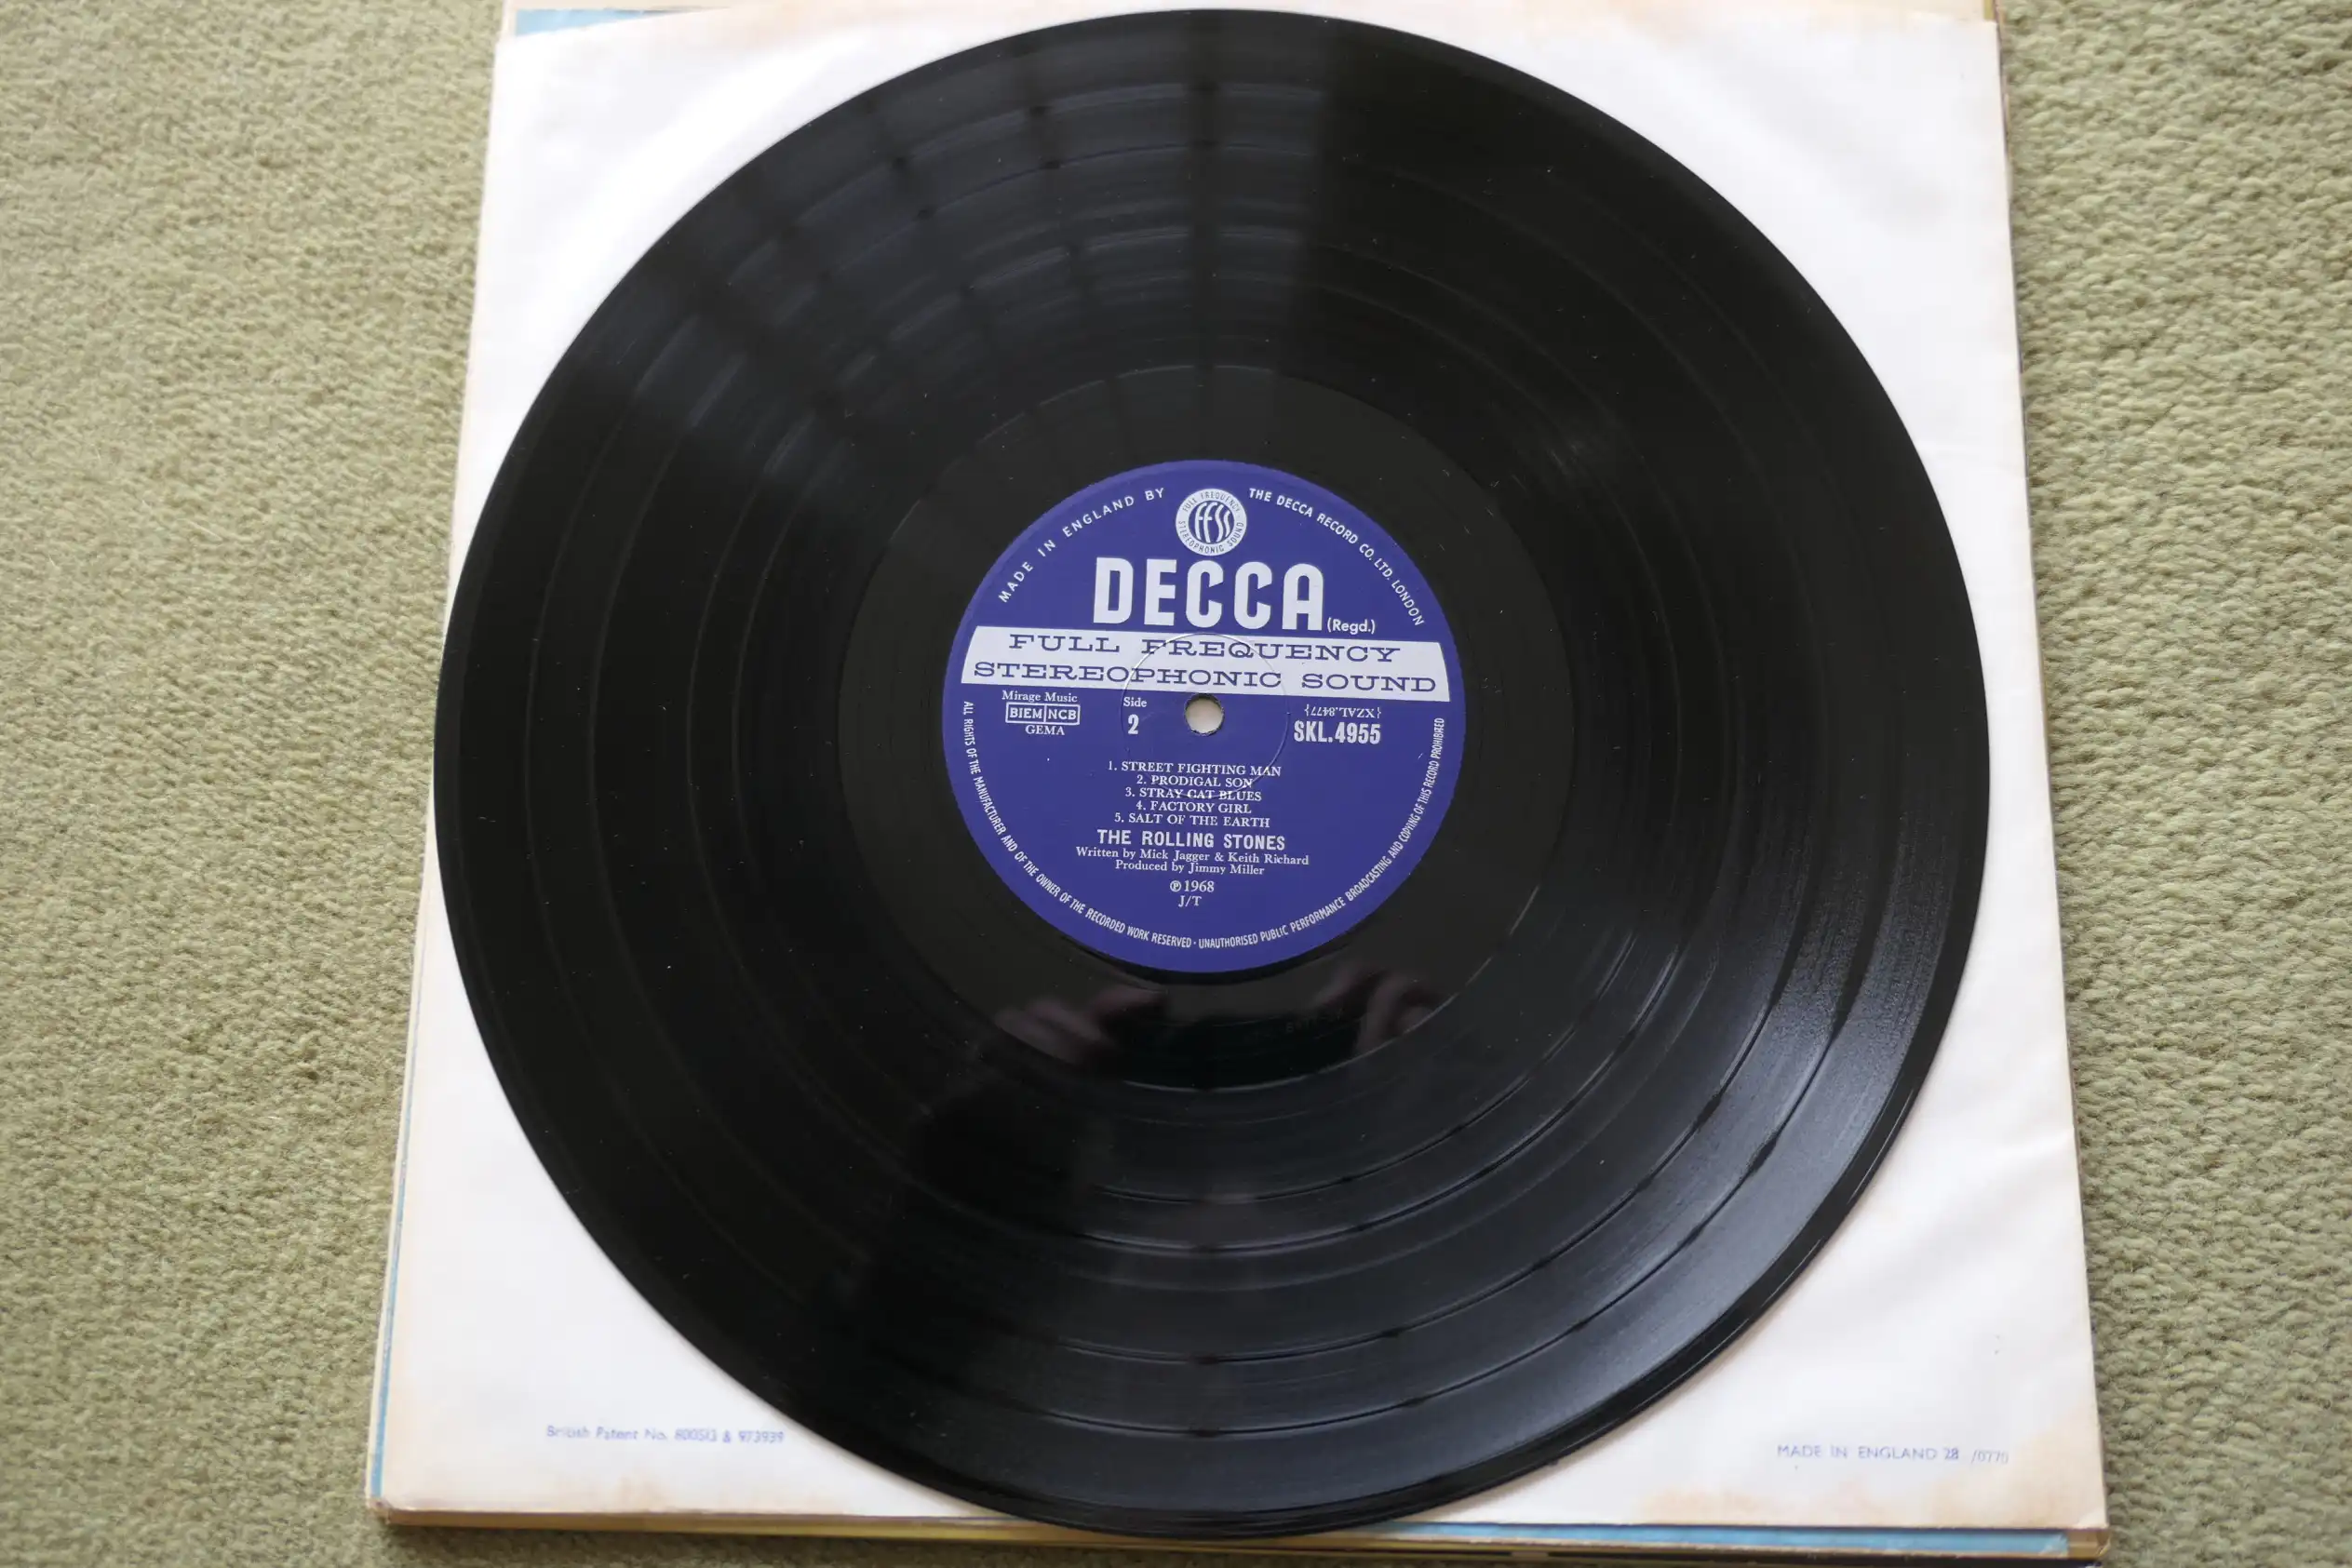 MADE IN ENGLAND BY THE DECCA RECORD CO. LTD. LONDON
FULL FREQUENCY STEREOPHONIC SOUND
FFSS
DECCA (Regd.)
FULL FREQUENCY
STEREOPHONIC SOUND
Mirage Music
BIEM NCB
GEMA
Side
2
{XZAL.8477}
SKL.4955
1. STREET FIGHTING MAN
2. PRODIGAL SON
3. STRAY CAT BLUES
4. FACTORY GIRL
5. SALT OF THE EARTH
THE ROLLING STONES
Written by Mick Jagger & Keith Richard
Produced by Jimmy Miller
℗ 1968
J/T
ALL RIGHTS OF THE MANUFACTURER AND OF THE OWNER OF THE RECORDED WORK RESERVED · UNAUTHORISED PUBLIC PERFORMANCE BROADCASTING AND COPYING OF THIS RECORD PROHIBITED
British Patent No. & 973939
MADE IN ENGLAND 28